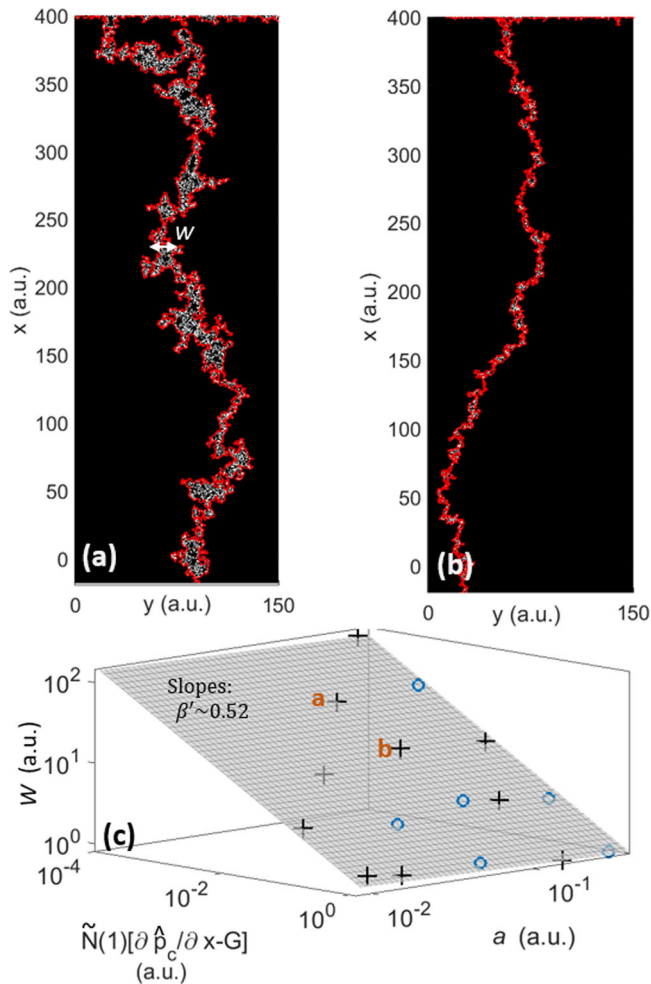 400
350
300
250
200
150
100
50
0
x (a.u.)
w
(a)
0
150
y (a.u.)
400
350
300
250
200
150
100
50
0
x (a.u.)
(b)
0
150
y (a.u.)
Slopes:
β′~0.52
a
b
10²
10¹
10⁰
W (a.u.)
(c)
10⁻⁴
10⁻²
10⁰
Ñ(1)[∂ p̂_c/∂ x-G]
(a.u.)
10⁻²
10⁻¹
a (a.u.)